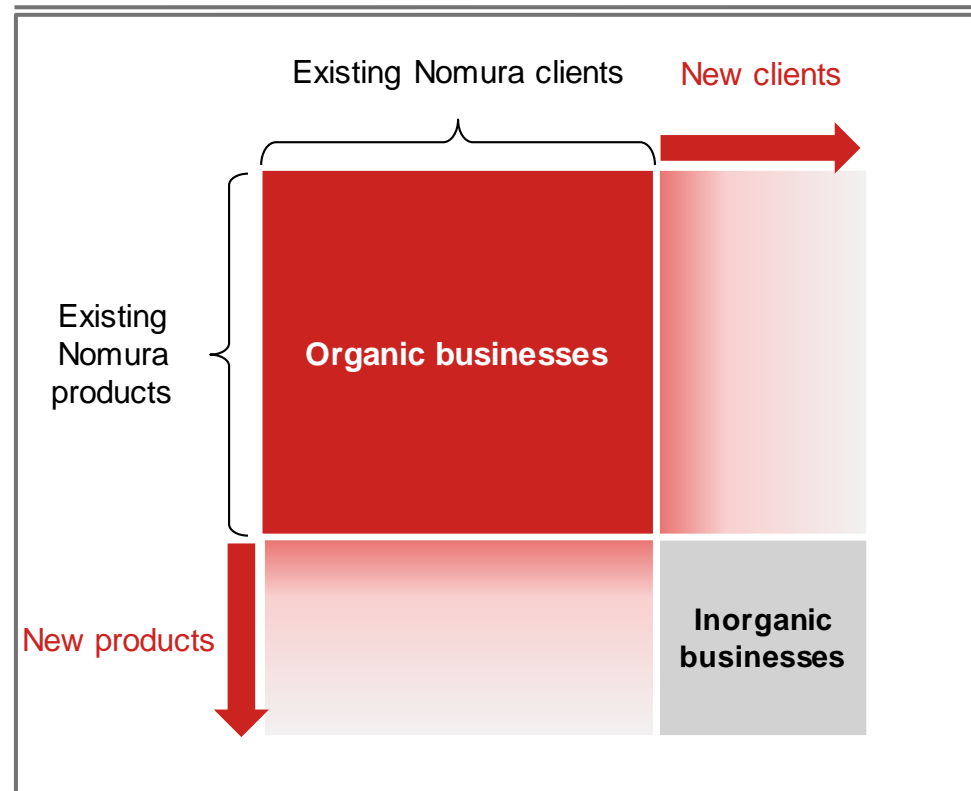 Existing Nomura clients
New clients
Existing
Nomura
products
Organic businesses
New products
Inorganic
businesses